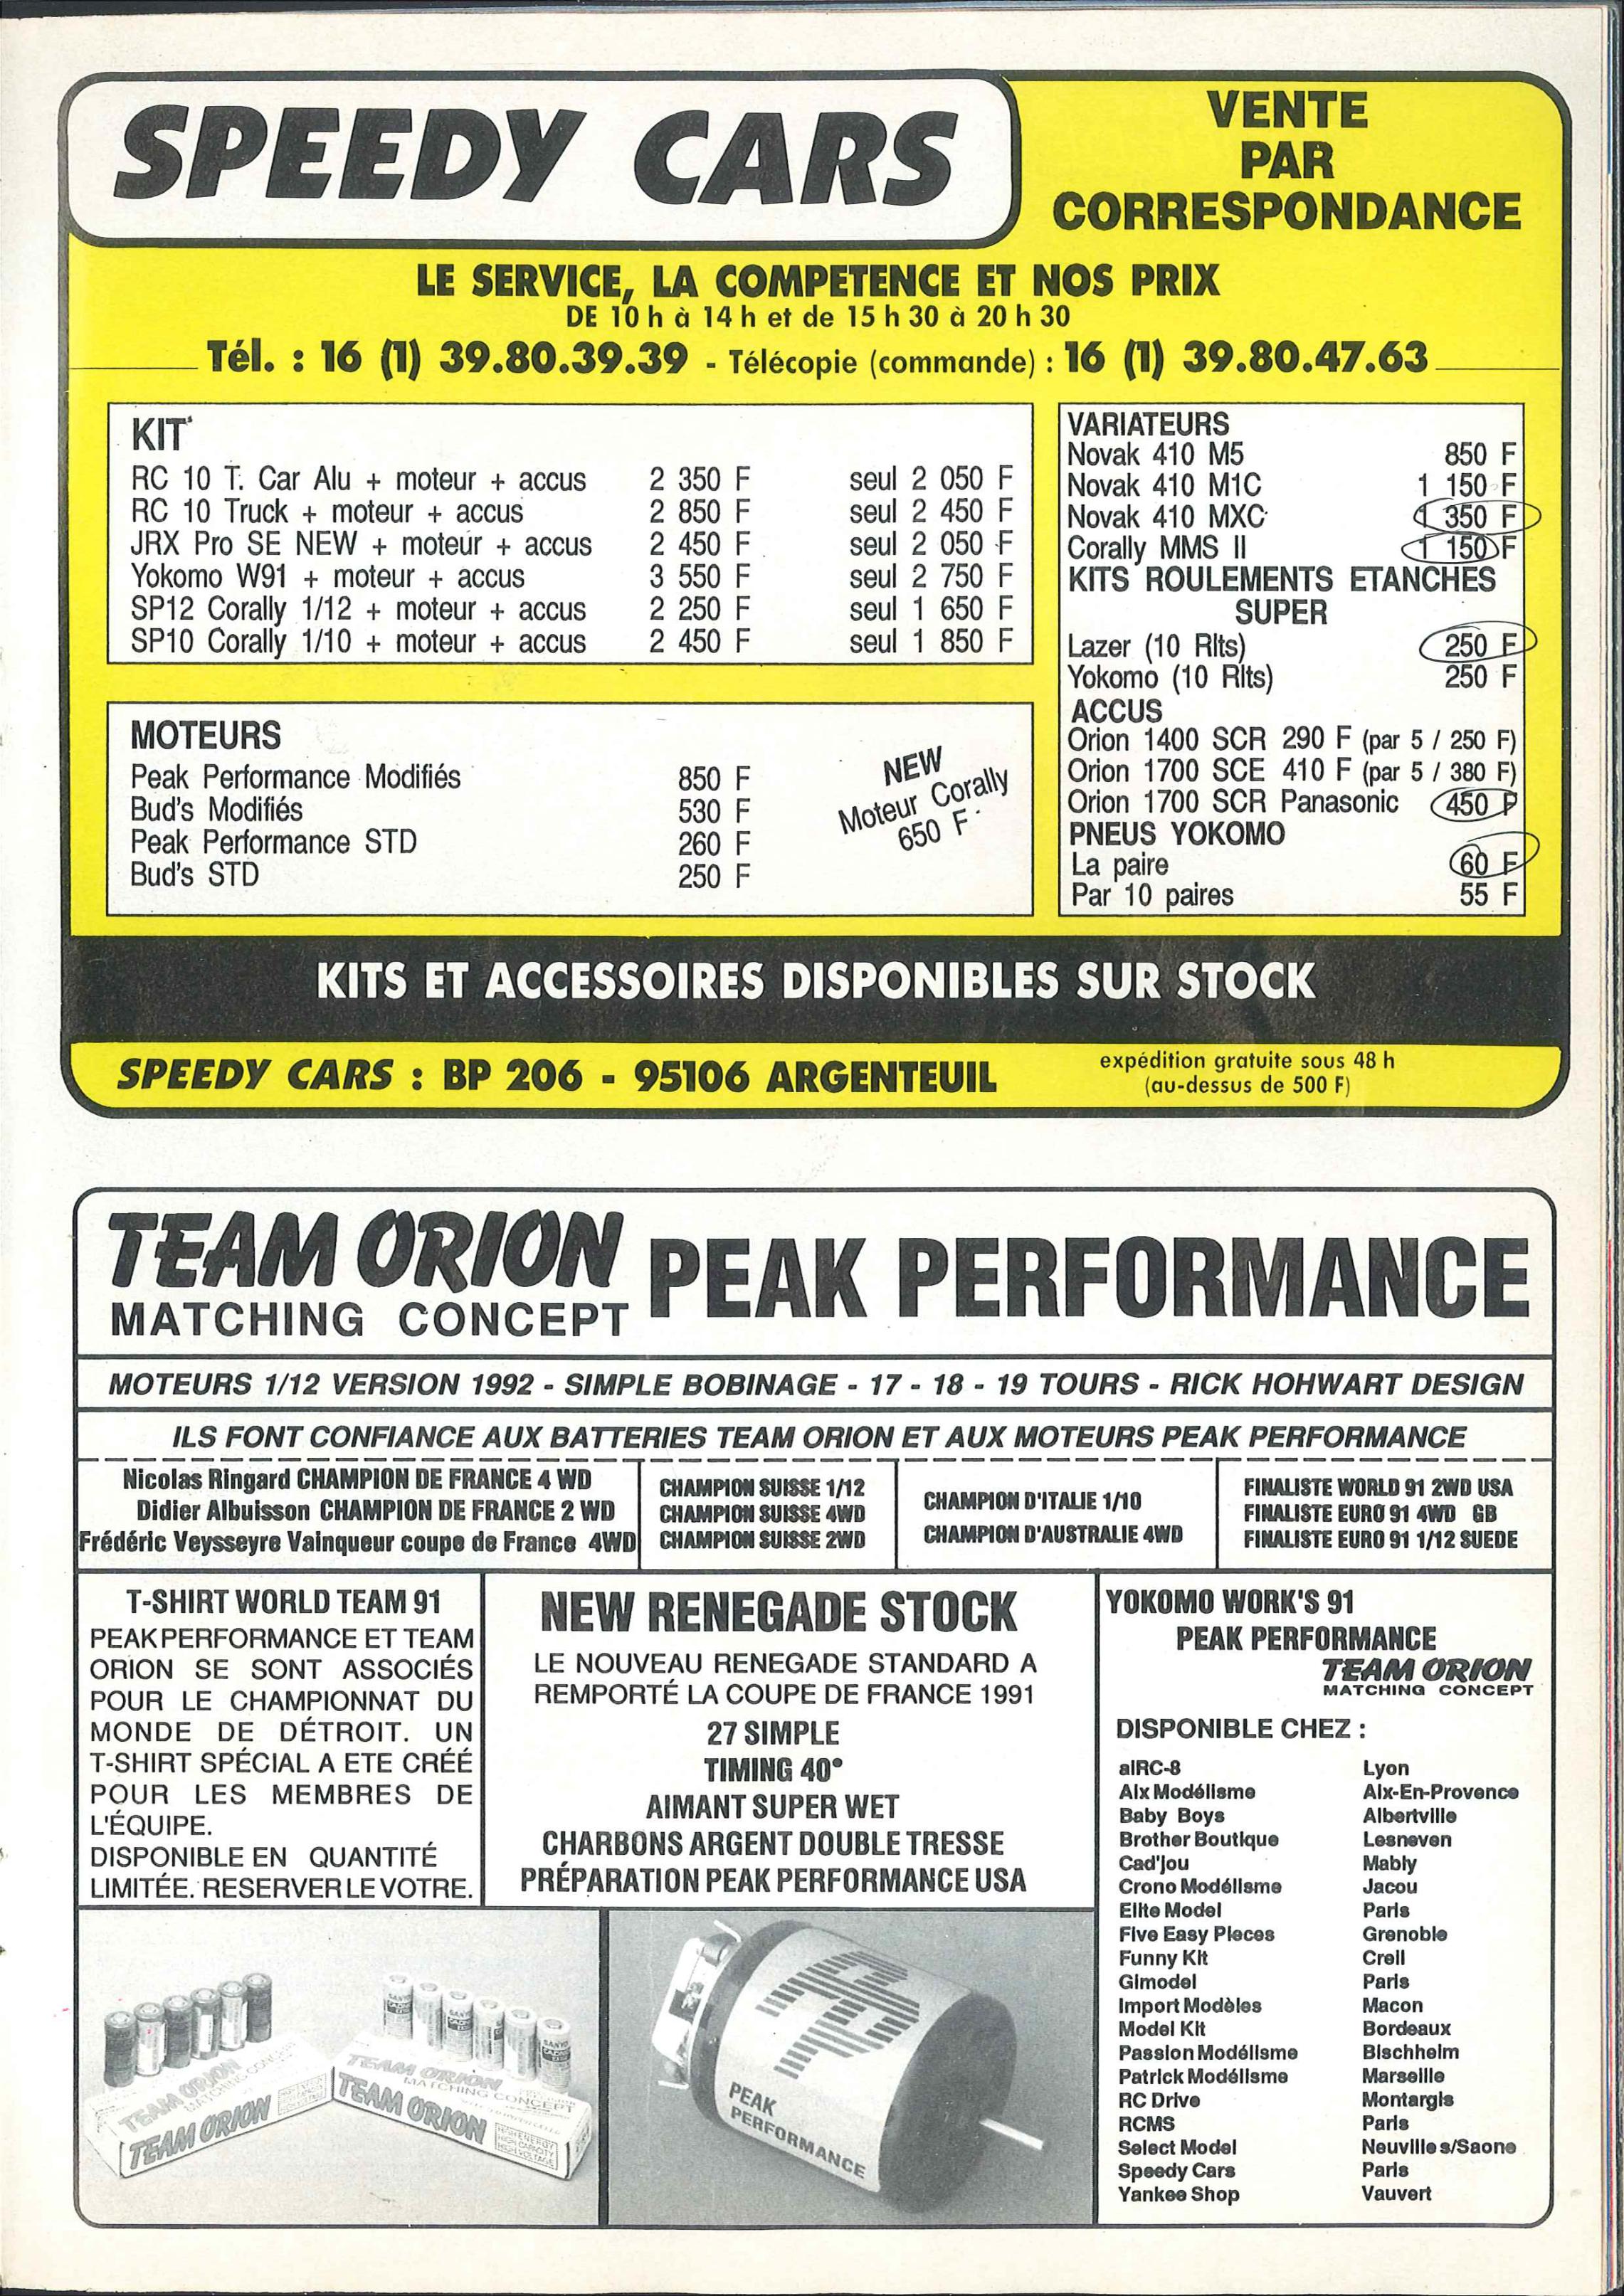 SPEEDY CARS
VENTE
PAR
CORRESPONDANCE
LE SERVICE, LA COMPETENCE ET NOS PRIX
DE 10 h à 14 h et de 15 h 30 à 20 h 30
Tél. : 16 (1) 39.80.39.39 - Télécopie (commande) : 16 (1) 39.80.47.63
KIT
RC 10 T. Car Alu + moteur + accus 2 350 F seul 2 050 F
RC 10 Truck + moteur + accus 2 850 F seul 2 450 F
JRX Pro SE NEW + moteur + accus 2 450 F seul 2 050 F
Yokomo W91 + moteur + accus 3 550 F seul 2 750 F
SP12 Corally 1/12 + moteur + accus 2 250 F seul 1 650 F
SP10 Corally 1/10 + moteur + accus 2 450 F seul 1 850 F
MOTEURS
Peak Performance Modifiés 850 F
Bud's Modifiés 530 F
Peak Performance STD 260 F
Bud's STD 250 F
NEW
Moteur Corally
650 F
VARIATEURS
Novak 410 M5 850 F
Novak 410 M1C 1 150 F
Novak 410 MXC 1 350 F
Corally MMS II 1 150 F
KITS ROULEMENTS ETANCHES
SUPER
Lazer (10 Rlts) 250 F
Yokomo (10 Rlts) 250 F
ACCUS
Orion 1400 SCR 290 F (par 5 / 250 F)
Orion 1700 SCE 410 F (par 5 / 380 F)
Orion 1700 SCR Panasonic 450 F
PNEUS YOKOMO
La paire 60 F
Par 10 paires 55 F
KITS ET ACCESSOIRES DISPONIBLES SUR STOCK
SPEEDY CARS : BP 206 - 95106 ARGENTEUIL
expédition gratuite sous 48 h
(au-dessus de 500 F)
TEAM ORION
MATCHING CONCEPT
PEAK PERFORMANCE
MOTEURS 1/12 VERSION 1992 - SIMPLE BOBINAGE - 17 - 18 - 19 TOURS - RICK HOHWART DESIGN
ILS FONT CONFIANCE AUX BATTERIES TEAM ORION ET AUX MOTEURS PEAK PERFORMANCE
Nicolas Ringard CHAMPION DE FRANCE 4 WD
Didier Albuisson CHAMPION DE FRANCE 2 WD
Frédéric Veysseyre Vainqueur coupe de France 4WD
CHAMPION SUISSE 1/12
CHAMPION SUISSE 4WD
CHAMPION SUISSE 2WD
CHAMPION D'ITALIE 1/10
CHAMPION D'AUSTRALIE 4WD
FINALISTE WORLD 91 2WD USA
FINALISTE EURO 91 4WD GB
FINALISTE EURO 91 1/12 SUEDE
T-SHIRT WORLD TEAM 91
PEAK PERFORMANCE ET TEAM
ORION SE SONT ASSOCIÉS
POUR LE CHAMPIONNAT DU
MONDE DE DÉTROIT. UN
T-SHIRT SPÉCIAL A ETE CRÉÉ
POUR LES MEMBRES DE
L'ÉQUIPE.
DISPONIBLE EN QUANTITÉ
LIMITÉE. RESERVER LE VOTRE.
NEW RENEGADE STOCK
LE NOUVEAU RENEGADE STANDARD A
REMPORTÉ LA COUPE DE FRANCE 1991
27 SIMPLE
TIMING 40°
AIMANT SUPER WET
CHARBONS ARGENT DOUBLE TRESSE
PRÉPARATION PEAK PERFORMANCE USA
YOKOMO WORK'S 91
PEAK PERFORMANCE
TEAM ORION
MATCHING CONCEPT
DISPONIBLE CHEZ :
aIRC-8 Lyon
Aix Modélisme Aix-En-Provence
Baby Boys Albertville
Brother Boutique Lesneven
Cad'jou Mably
Crono Modélisme Jacou
Elite Model Paris
Five Easy Pieces Grenoble
Funny Kit Creil
Gimodel Paris
Import Modèles Macon
Model Kit Bordeaux
Passion Modélisme Bischheim
Patrick Modélisme Marseille
RC Drive Montargis
RCMS Paris
Select Model Neuville s/Saone
Speedy Cars Paris
Yankee Shop Vauvert
TEAM ORION
TEAM ORION
TEAM ORION
MATCHING CONCEPT
TEAM ORION
PEAK
PERFORMANCE